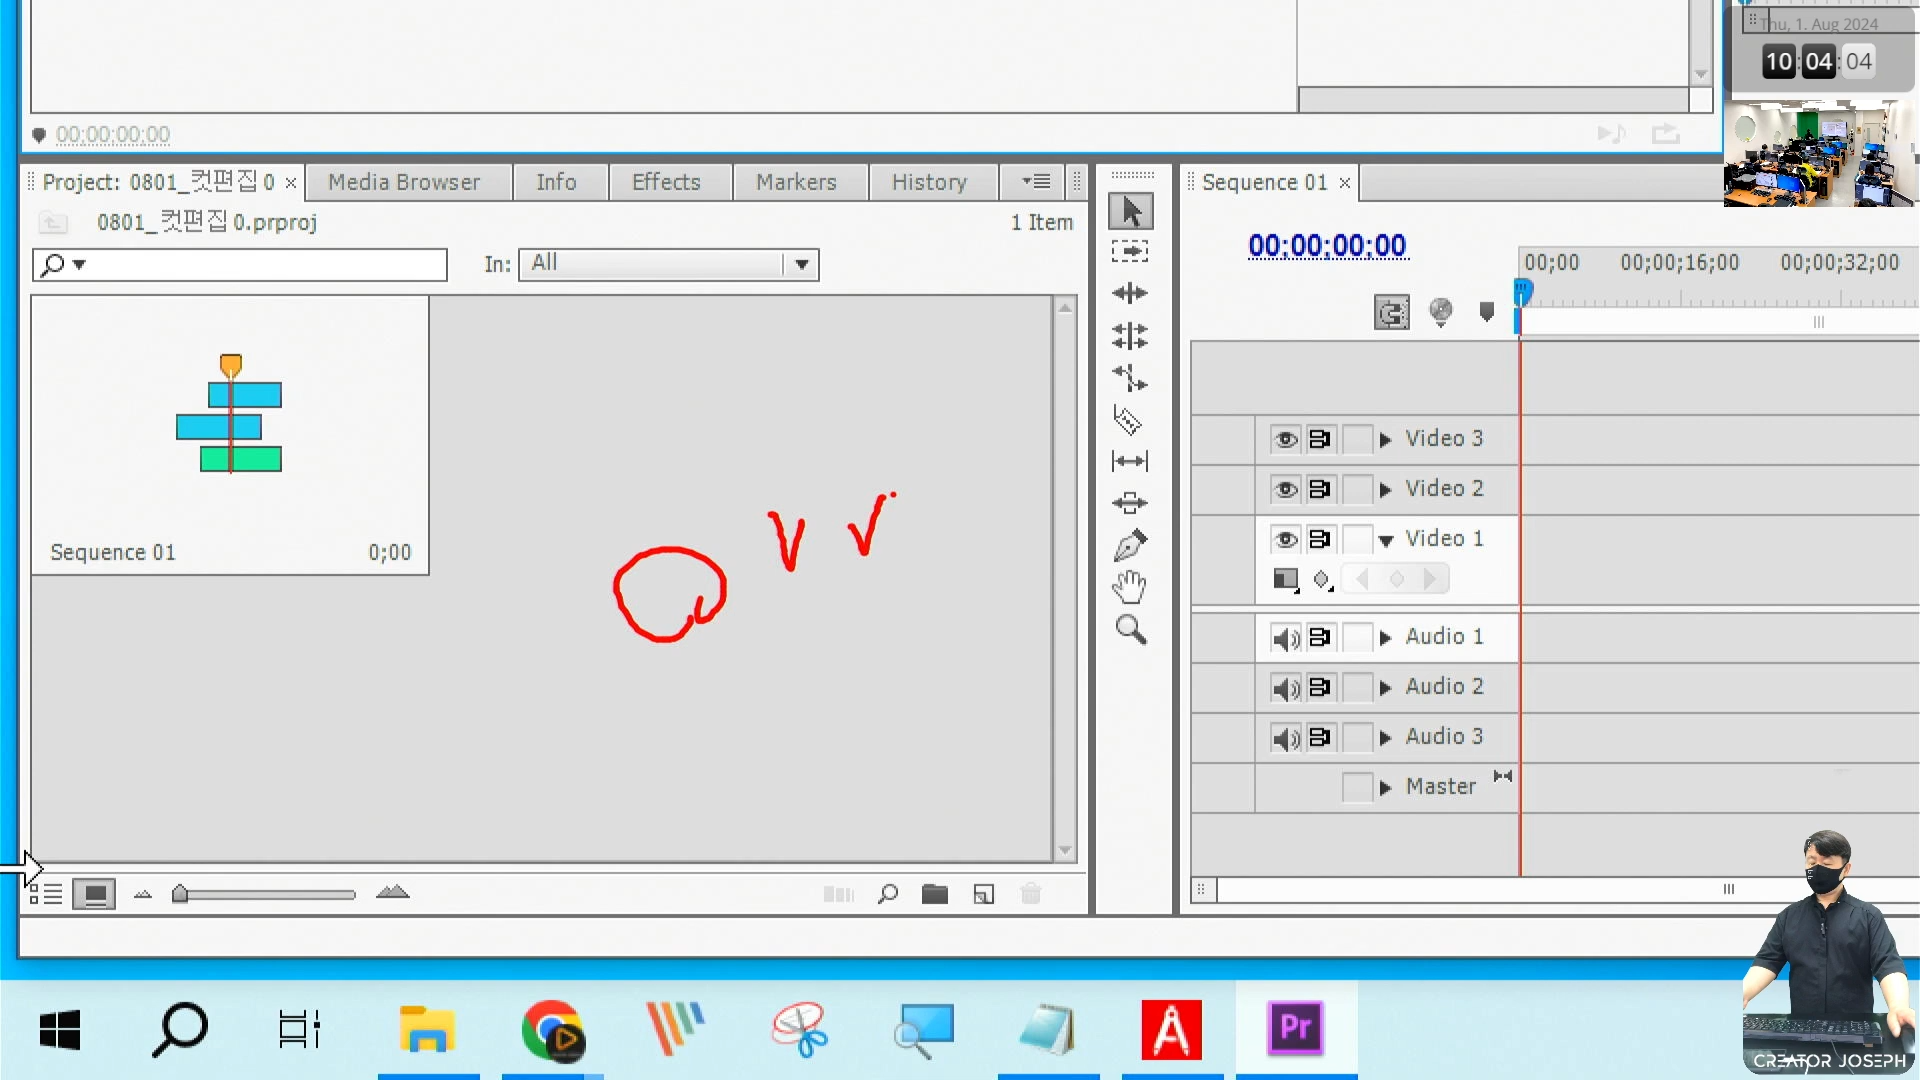 Thu, 1. Aug 2024
10 04 04
00;00;00;00
Project: 0801_컷편집 0 × Media Browser Info Effects Markers History
0801_컷편집 0.prproj 1 Item
In: All
Sequence 01 0;00
V V
Sequence 01 ×
00;00;00;00
00;00 00;00;16;00 00;00;32;00
Video 3
Video 2
Video 1
Audio 1
Audio 2
Audio 3
Master
Pr
CREATOR JOSEPH